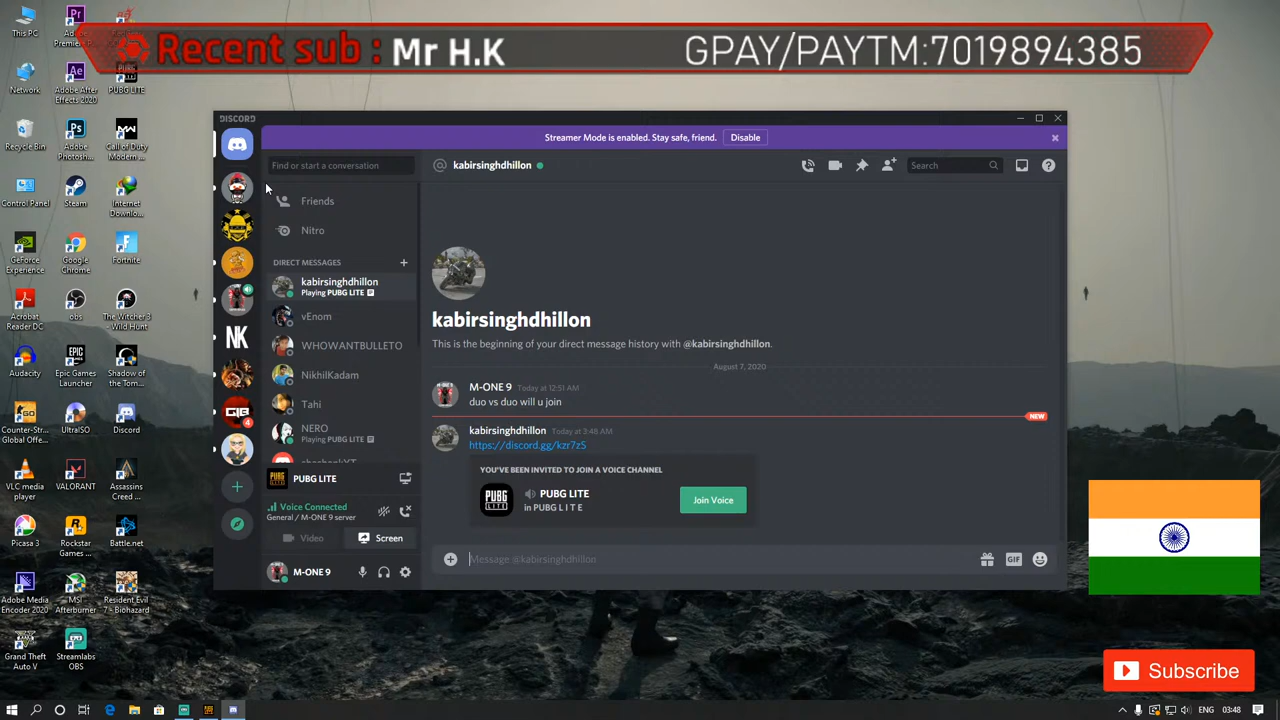 Recent sub : Mr H.K
GPAY/PAYTM:7019894385
This PC
Adobe Premiere P...
Network
Adobe After Effects 2020
PUBG LITE
Recycle Bin
Adobe Photosh...
Call of Duty Modern ...
Control Panel
Steam
Internet Downlo...
GeForce Experience
Google Chrome
Fortnite
Acrobat Reader DC
obs
The Witcher 3 - Wild Hunt
Audacity
Epic Games Launcher
Shadow of the Tom...
Counter-Str... Global Offe...
UltraISO
Discord
VLC media player
VALORANT
Assassins Creed ...
Picasa 3
Rockstar Games ...
Battle.net
Adobe Media Encoder 2020
MSI Afterburner
Resident Evil 7 - Biohazard
Grand Theft Auto V
Streamlabs OBS
DISCORD
Streamer Mode is enabled. Stay safe, friend.
Disable
Find or start a conversation
kabirsinghdhillon
Search
Friends
Nitro
DIRECT MESSAGES
kabirsinghdhillon
Playing PUBG LITE
vEnom
WHOWANTBULLETO
NikhilKadam
Tahi
NERO
Playing PUBG LITE
NK
4
PUBG LITE
Voice Connected
General / M-ONE 9 server
Video
Screen
M-ONE 9
kabirsinghdhillon
This is the beginning of your direct message history with @kabirsinghdhillon.
August 7, 2020
M-ONE 9 Today at 12:51 AM
duo vs duo will u join
NEW
kabirsinghdhillon Today at 3:48 AM
https://discord.gg/kzr7zS
YOU'VE BEEN INVITED TO JOIN A VOICE CHANNEL
PUBG LITE
PUBG LITE
in PUBG L I T E
Join Voice
Message @kabirsinghdhillon
GIF
Subscribe
ENG
03:48